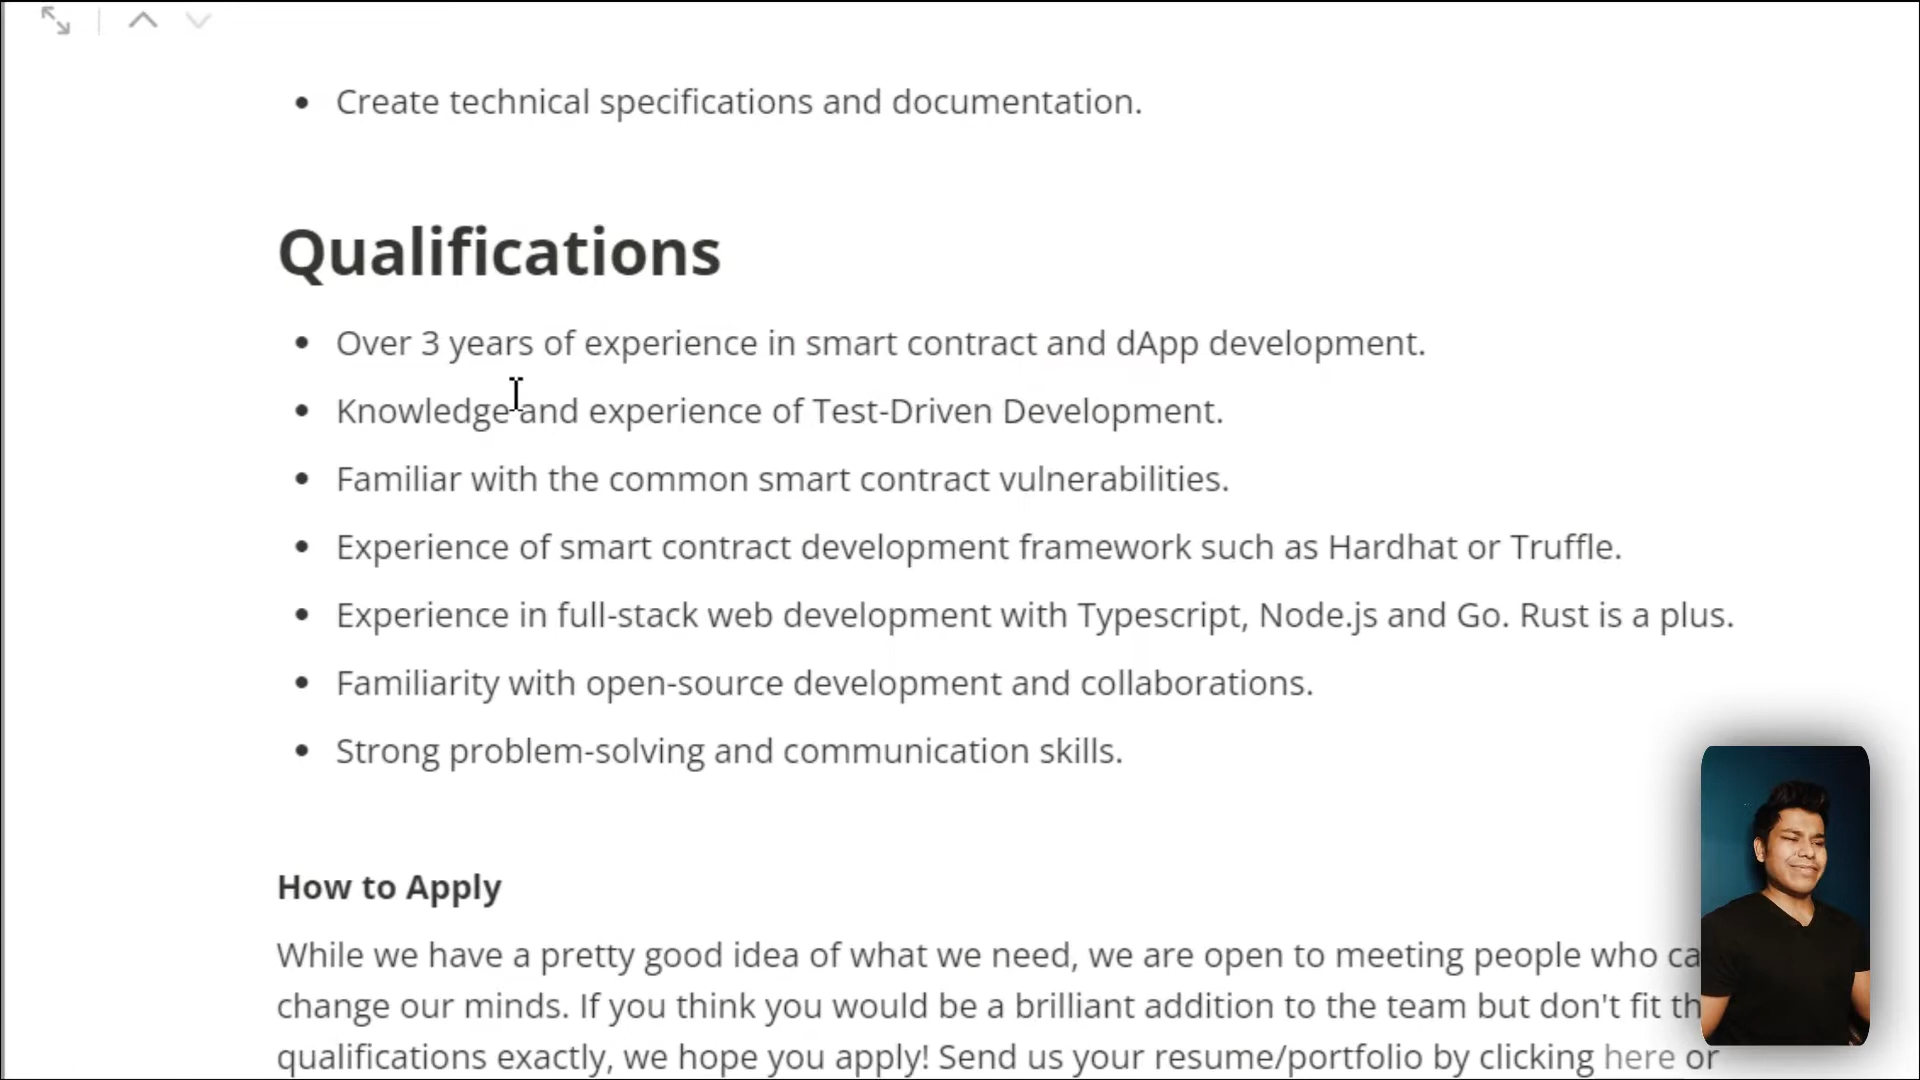 Create technical specifications and documentation.
Qualifications
Over 3 years of experience in smart contract and dApp development.
Knowledge and experience of Test-Driven Development.
Familiar with the common smart contract vulnerabilities.
Experience of smart contract development framework such as Hardhat or Truffle.
Experience in full-stack web development with Typescript, Node.js and Go. Rust is a plus.
Familiarity with open-source development and collaborations.
Strong problem-solving and communication skills.
How to Apply
While we have a pretty good idea of what we need, we are open to meeting people who
change our minds. If you think you would be a brilliant addition to the team but don't fit
qualifications exactly, we hope you apply! Send us your resume/portfolio by clicking here or